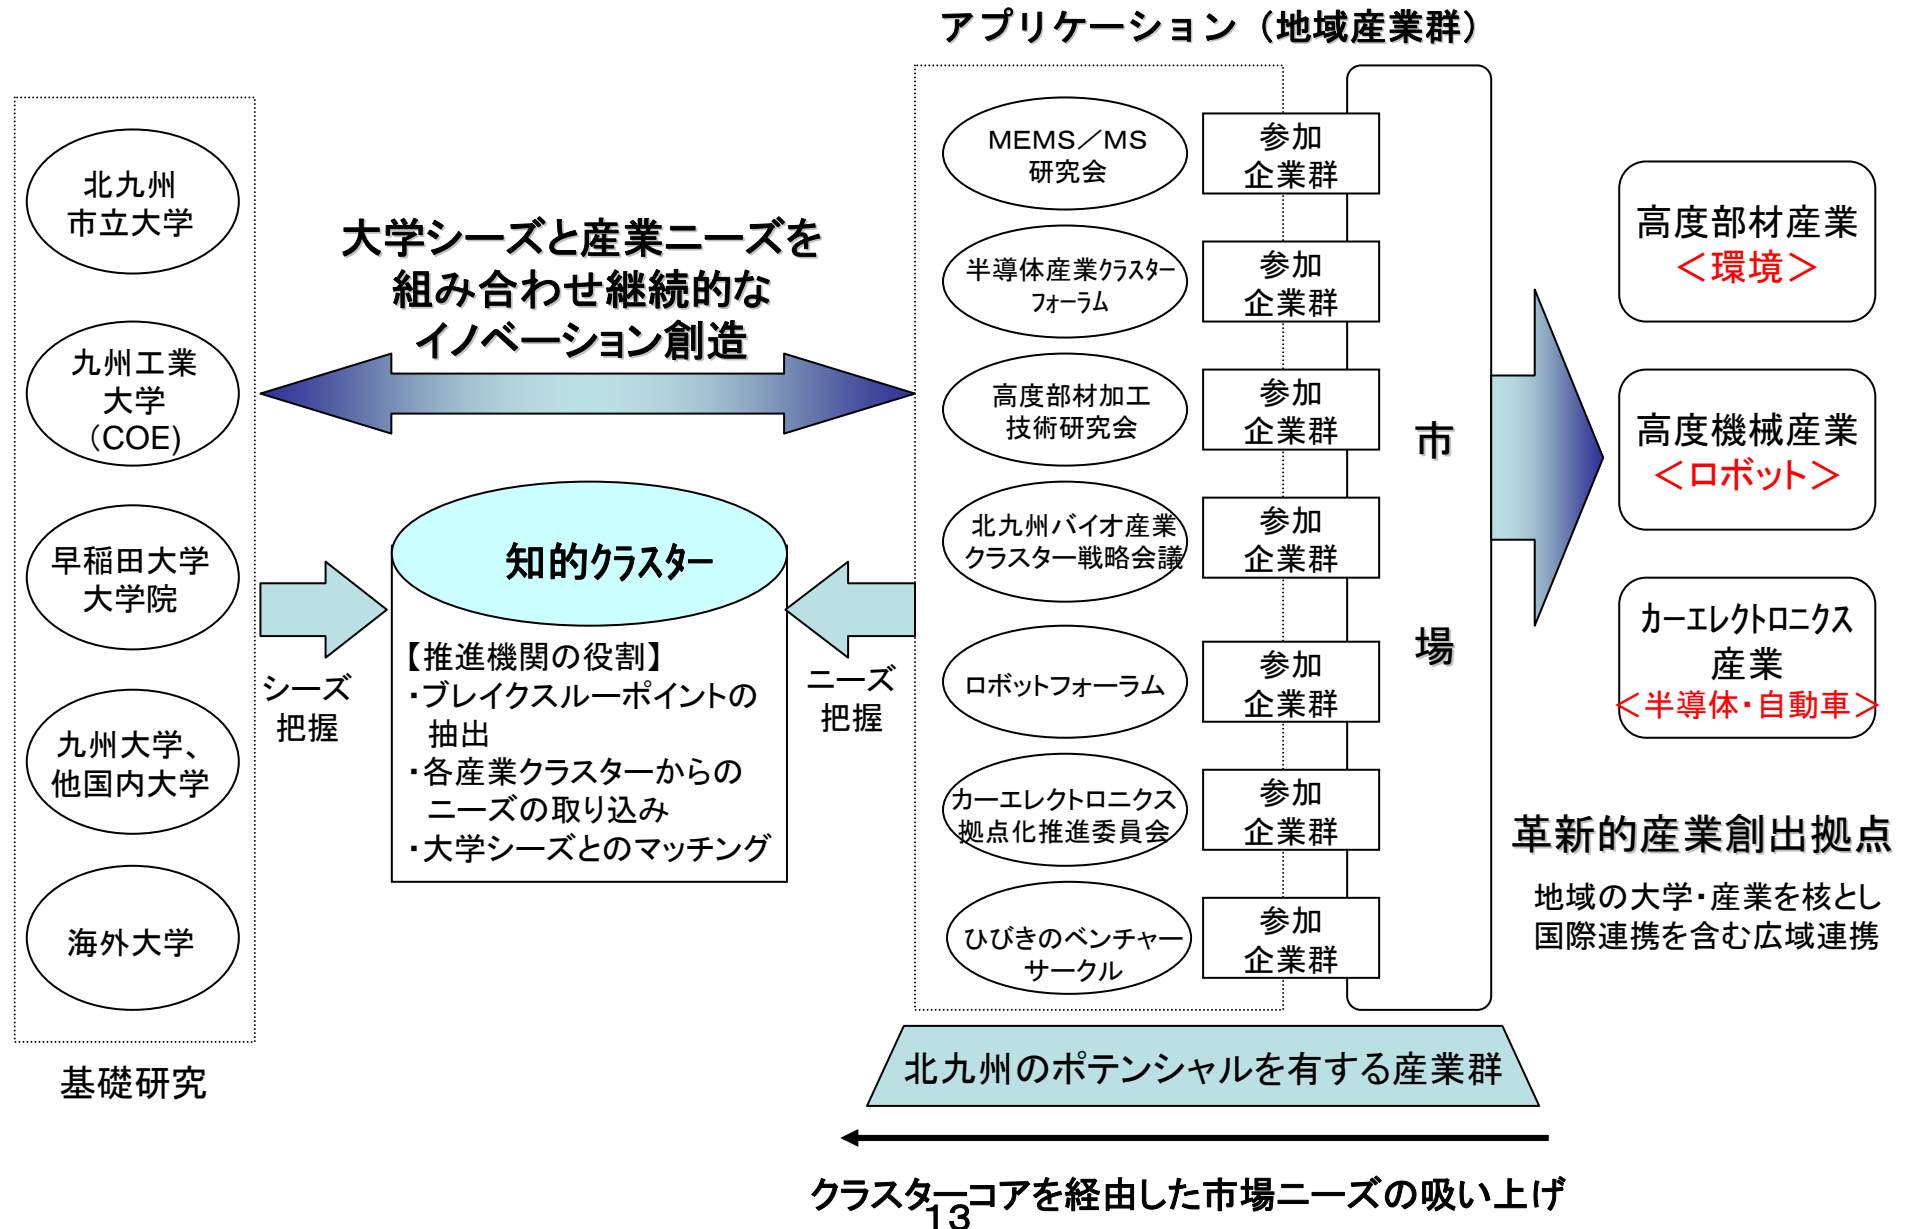 アプリケーション（地域産業群）
北九州
市立大学
九州工業
大学
（COE)
早稲田大学
大学院
九州大学、
他国内大学
海外大学
基礎研究
大学シーズと産業ニーズを
組み合わせ継続的な
イノベーション創造
シーズ
把握
知的クラスター
【推進機関の役割】
・ブレイクスルーポイントの
抽出
・各産業クラスターからの
ニーズの取り込み
・大学シーズとのマッチング
ニーズ
把握
MEMS／MS
研究会
参加
企業群
半導体産業クラスター
フォーラム
参加
企業群
高度部材加工
技術研究会
参加
企業群
北九州バイオ産業
クラスター戦略会議
参加
企業群
ロボットフォーラム
参加
企業群
カーエレクトロニクス
拠点化推進委員会
参加
企業群
ひびきのベンチャー
サークル
参加
企業群
市
場
高度部材産業
＜環境＞
高度機械産業
＜ロボット＞
カーエレクトロニクス
産業
＜半導体・自動車＞
革新的産業創出拠点
地域の大学・産業を核とし
国際連携を含む広域連携
北九州のポテンシャルを有する産業群
クラスターコアを経由した市場ニーズの吸い上げ
13